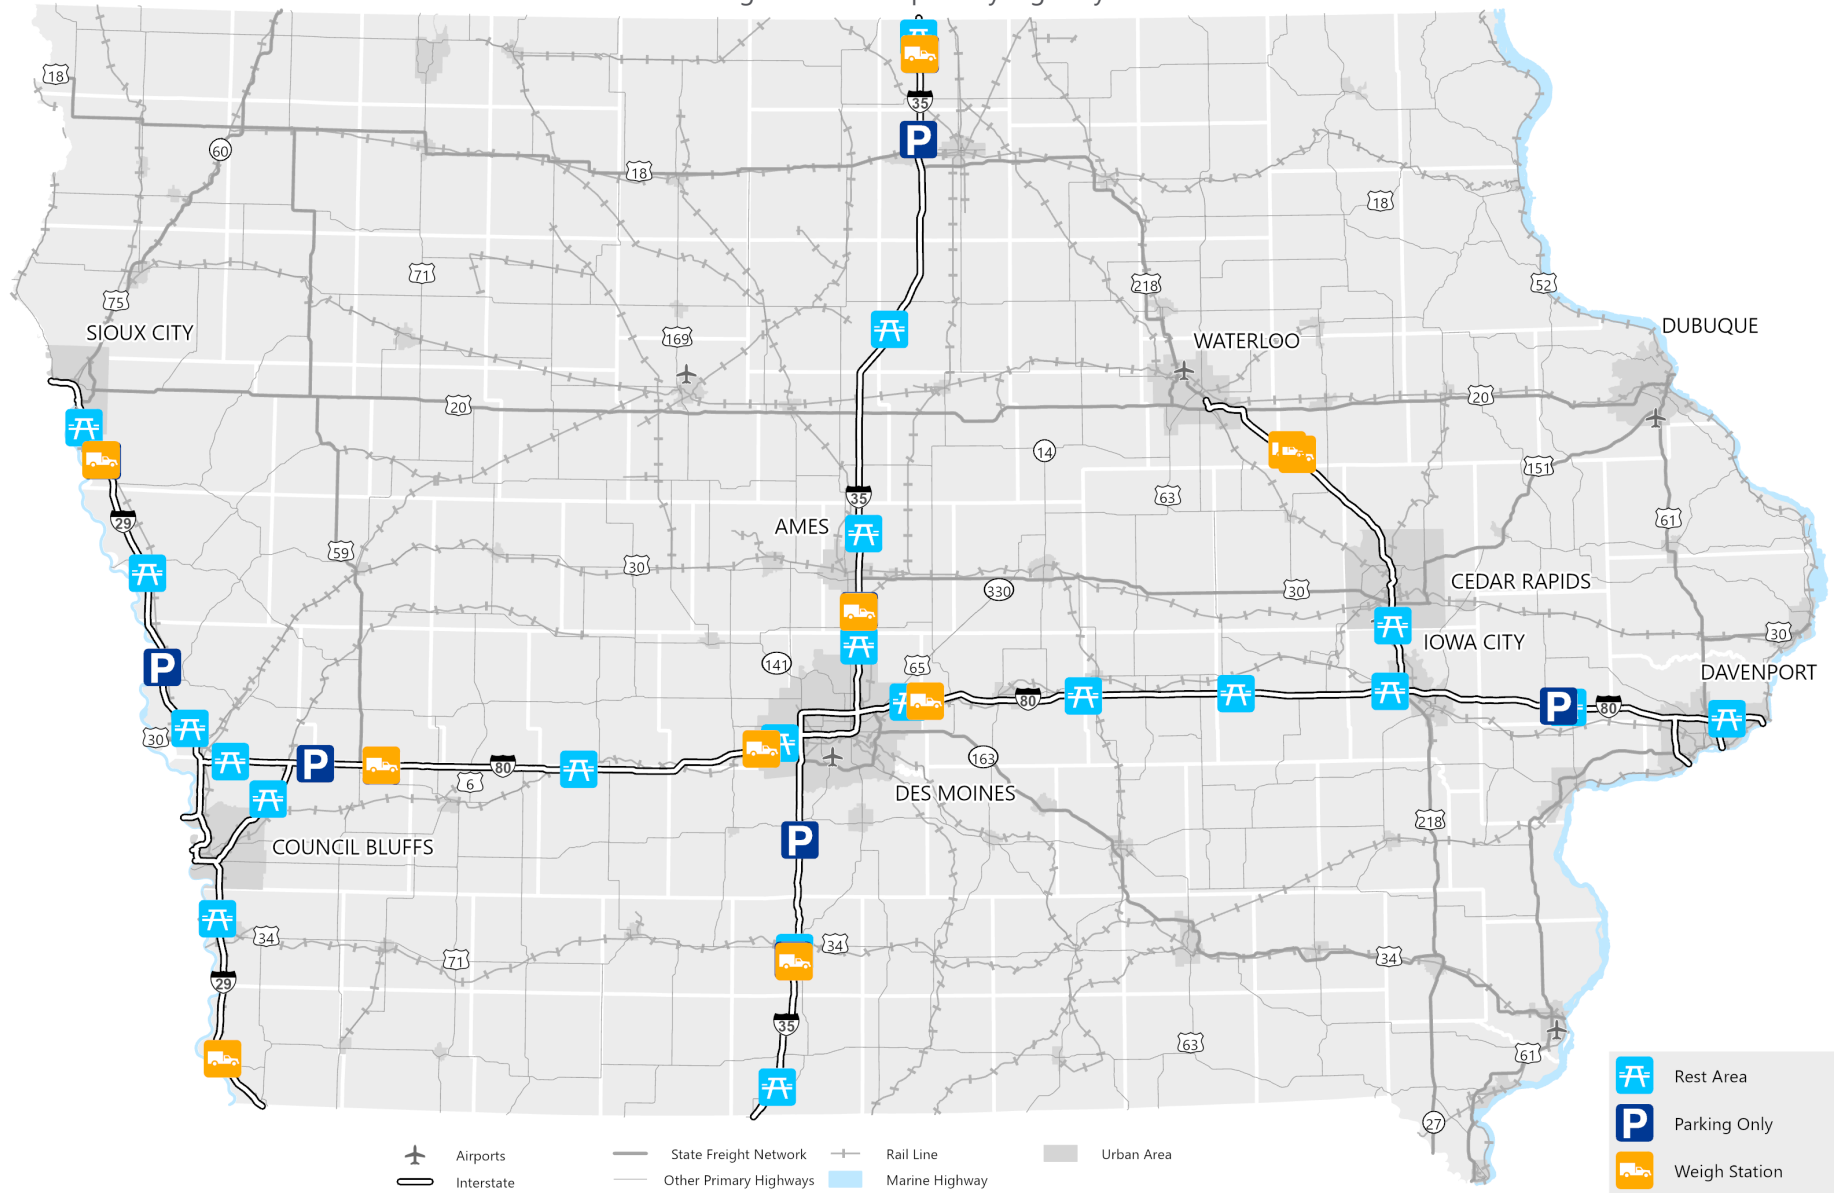 35
18
60
18
18
71
218
52
75
SIOUX CITY
DUBUQUE
169
WATERLOO
20
20
14
151
63
35
29
61
AMES
59
30
CEDAR RAPIDS
330
30
30
IOWA CITY
141
65
DAVENPORT
80
80
30
163
80
6
DES MOINES
218
COUNCIL BLUFFS
P
P
P
P
P
34
34
71
34
29
35
63
61
27
Rest Area
P Parking Only
Weigh Station
Airports
State Freight Network
Rail Line
Urban Area
Interstate
Other Primary Highways
Marine Highway